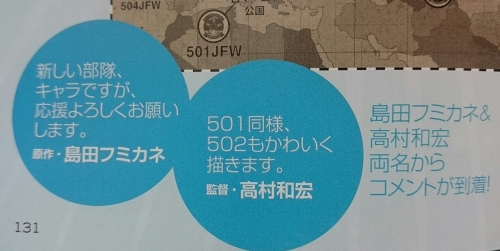 504JFW
公国
501JFW
新しい部隊、
キャラですが、
応援よろしくお願い
します。
原作・島田フミカネ
501同様、
502もかわいく
描きます。
監督・高村和宏
島田フミカネ&
高村和宏
両名から
コメントが到着!
131